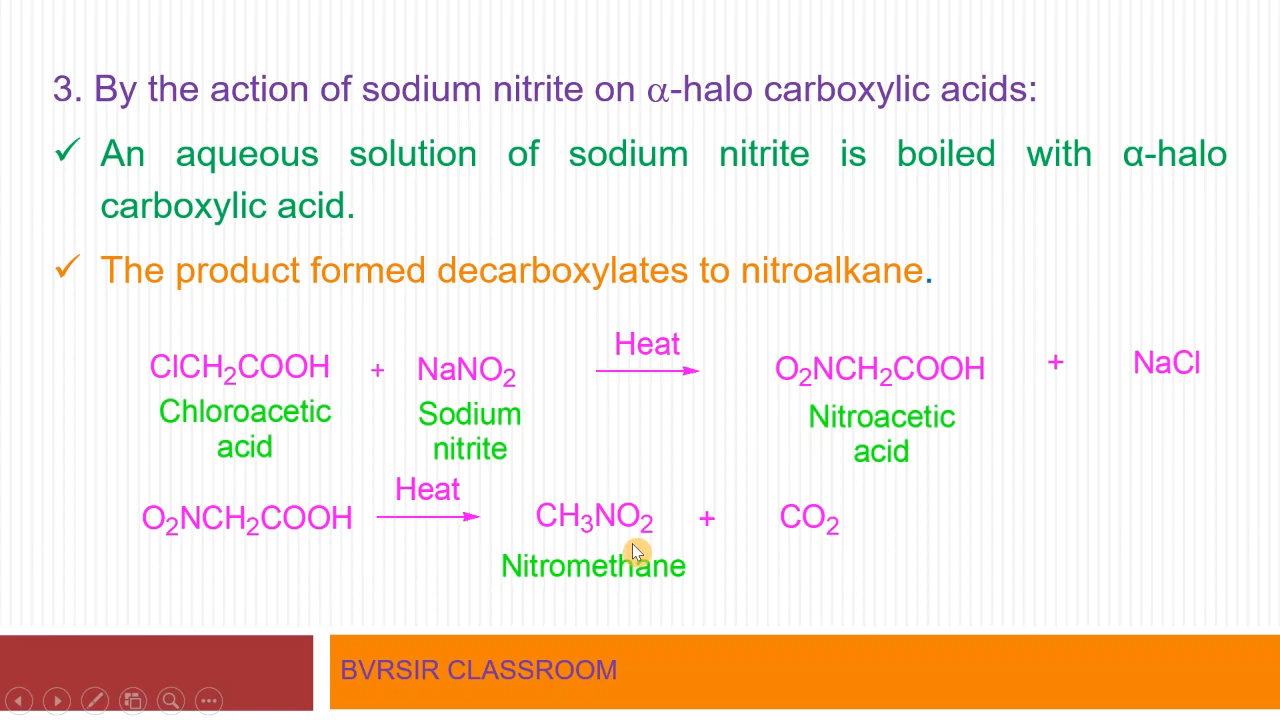 3. By the action of sodium nitrite on α-halo carboxylic acids:
✓ An aqueous solution of sodium nitrite is boiled with α-halo
carboxylic acid.
✓ The product formed decarboxylates to nitroalkane.
Heat
ClCH₂COOH + NaNO₂ → O₂NCH₂COOH + NaCl
Chloroacetic Sodium Nitroacetic
acid nitrite acid
Heat
O₂NCH₂COOH → CH₃NO₂ + CO₂
Nitromethane
BVRSIR CLASSROOM